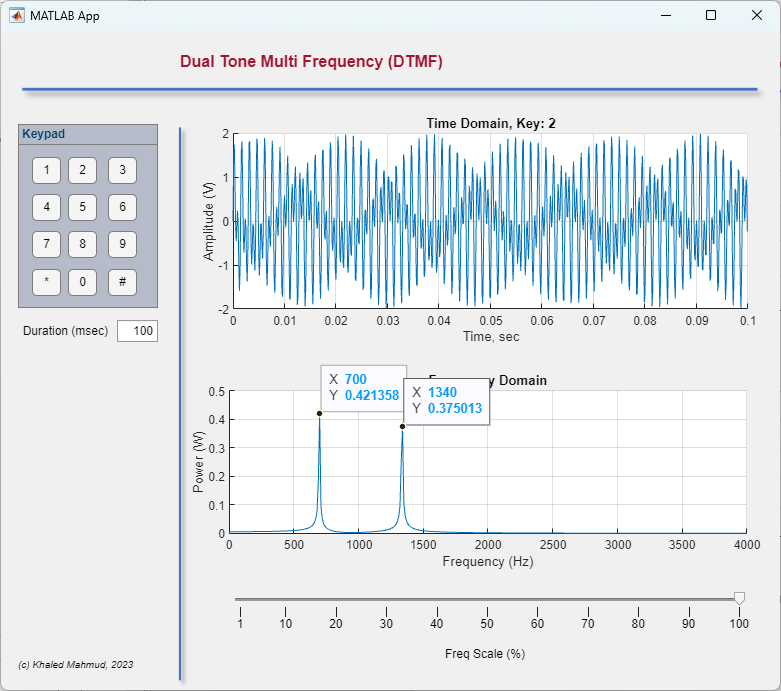 MATLAB App
Dual Tone Multi Frequency (DTMF)
Keypad
1 2 3
4 5 6
7 8 9
* 0 #
Duration (msec) 100
Time Domain, Key: 2
Amplitude (V)
2
1
0
-1
-2
0 0.01 0.02 0.03 0.04 0.05 0.06 0.07 0.08 0.09 0.1
Time, sec
Domain
X 700
Y 0.421358
X 1340
Y 0.375013
Power (W)
0.5
0.4
0.3
0.2
0.1
0
0 500 1000 1500 2000 2500 3000 3500 4000
Frequency (Hz)
1 10 20 30 40 50 60 70 80 90 100
Freq Scale (%)
(c) Khaled Mahmud, 2023